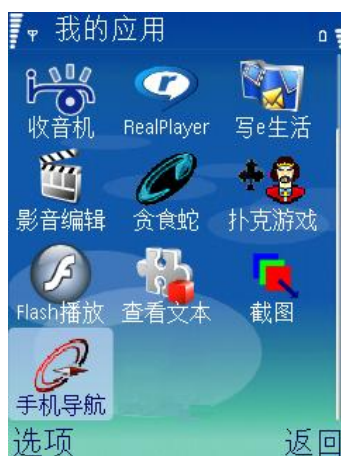 我的应用
收音机 RealPlayer 写e生活
影音编辑 贪食蛇 扑克游戏
Flash播放 查看文本 截图
手机导航
选项 返回